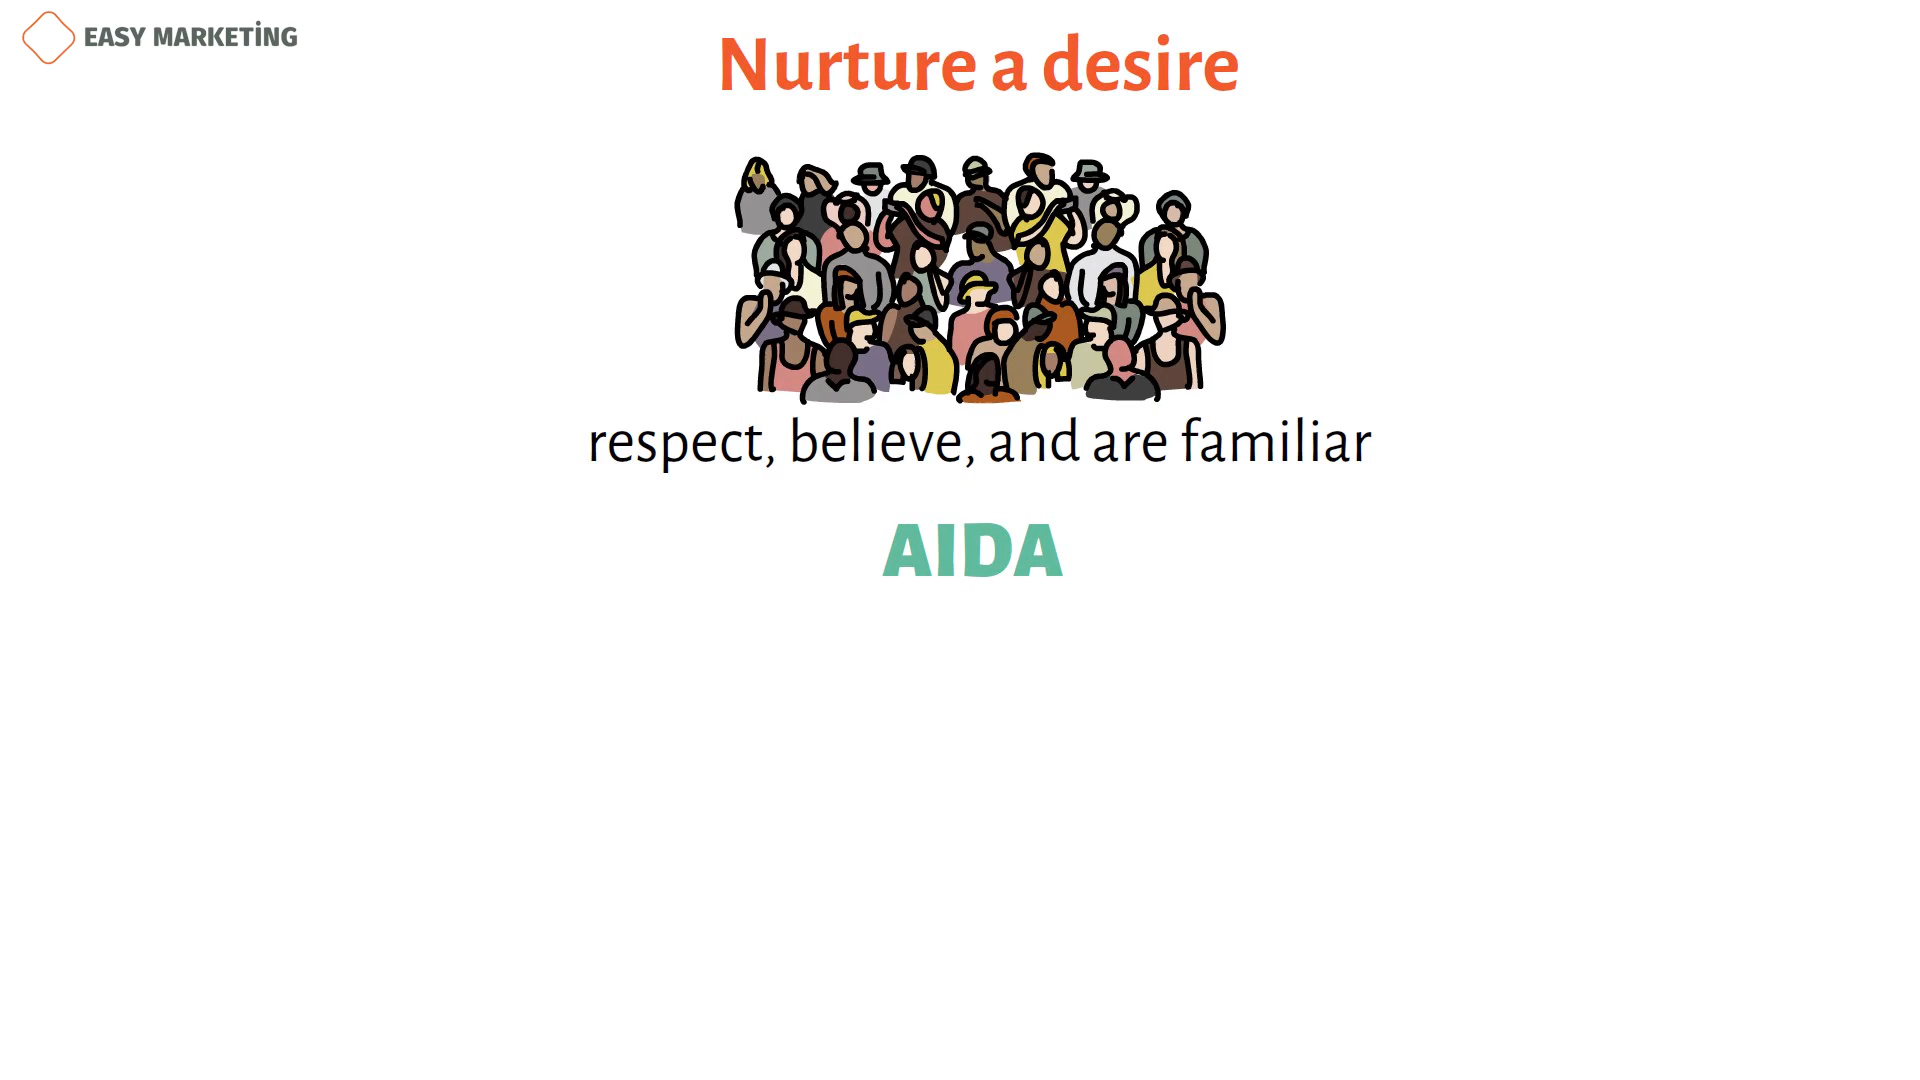 EASY MARKETİNG
Nurture a desire
respect, believe, and are familiar
AIDA